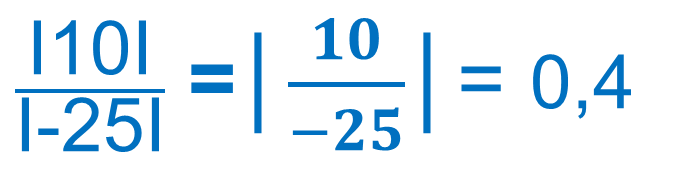 |10| / |-25| = | 10 / −25 | = 0,4